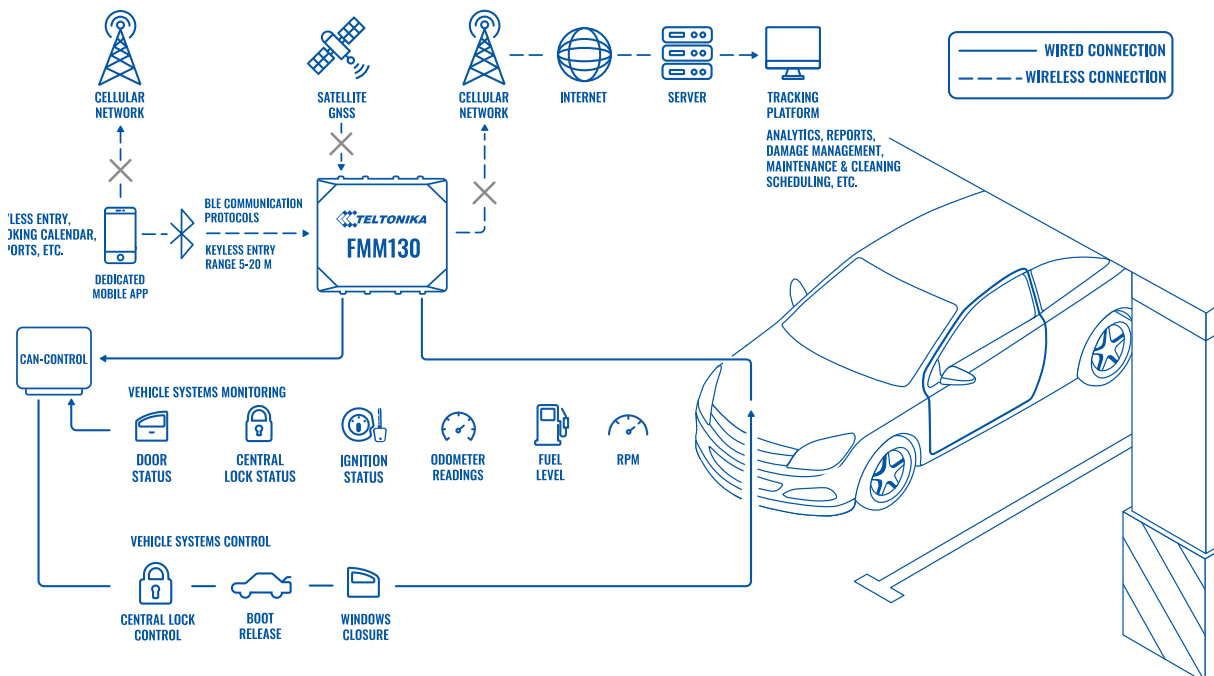 CELLULAR
NETWORK
SATELLITE
GNSS
CELLULAR
NETWORK
INTERNET
SERVER
TRACKING
PLATFORM
ANALYTICS, REPORTS,
DAMAGE MANAGEMENT,
MAINTENANCE & CLEANING
SCHEDULING, ETC.
WIRED CONNECTION
WIRELESS CONNECTION
ENTRY,
CALENDAR,
ETC.
DEDICATED
MOBILE APP
BLE COMMUNICATION
PROTOCOLS
KEYLESS ENTRY
RANGE 5-20 M
TELTONIKA
FMM130
CAN-CONTROL
VEHICLE SYSTEMS MONITORING
DOOR
STATUS
CENTRAL
LOCK STATUS
IGNITION
STATUS
ODOMETER
READINGS
FUEL
LEVEL
RPM
VEHICLE SYSTEMS CONTROL
CENTRAL LOCK
CONTROL
BOOT
RELEASE
WINDOWS
CLOSURE